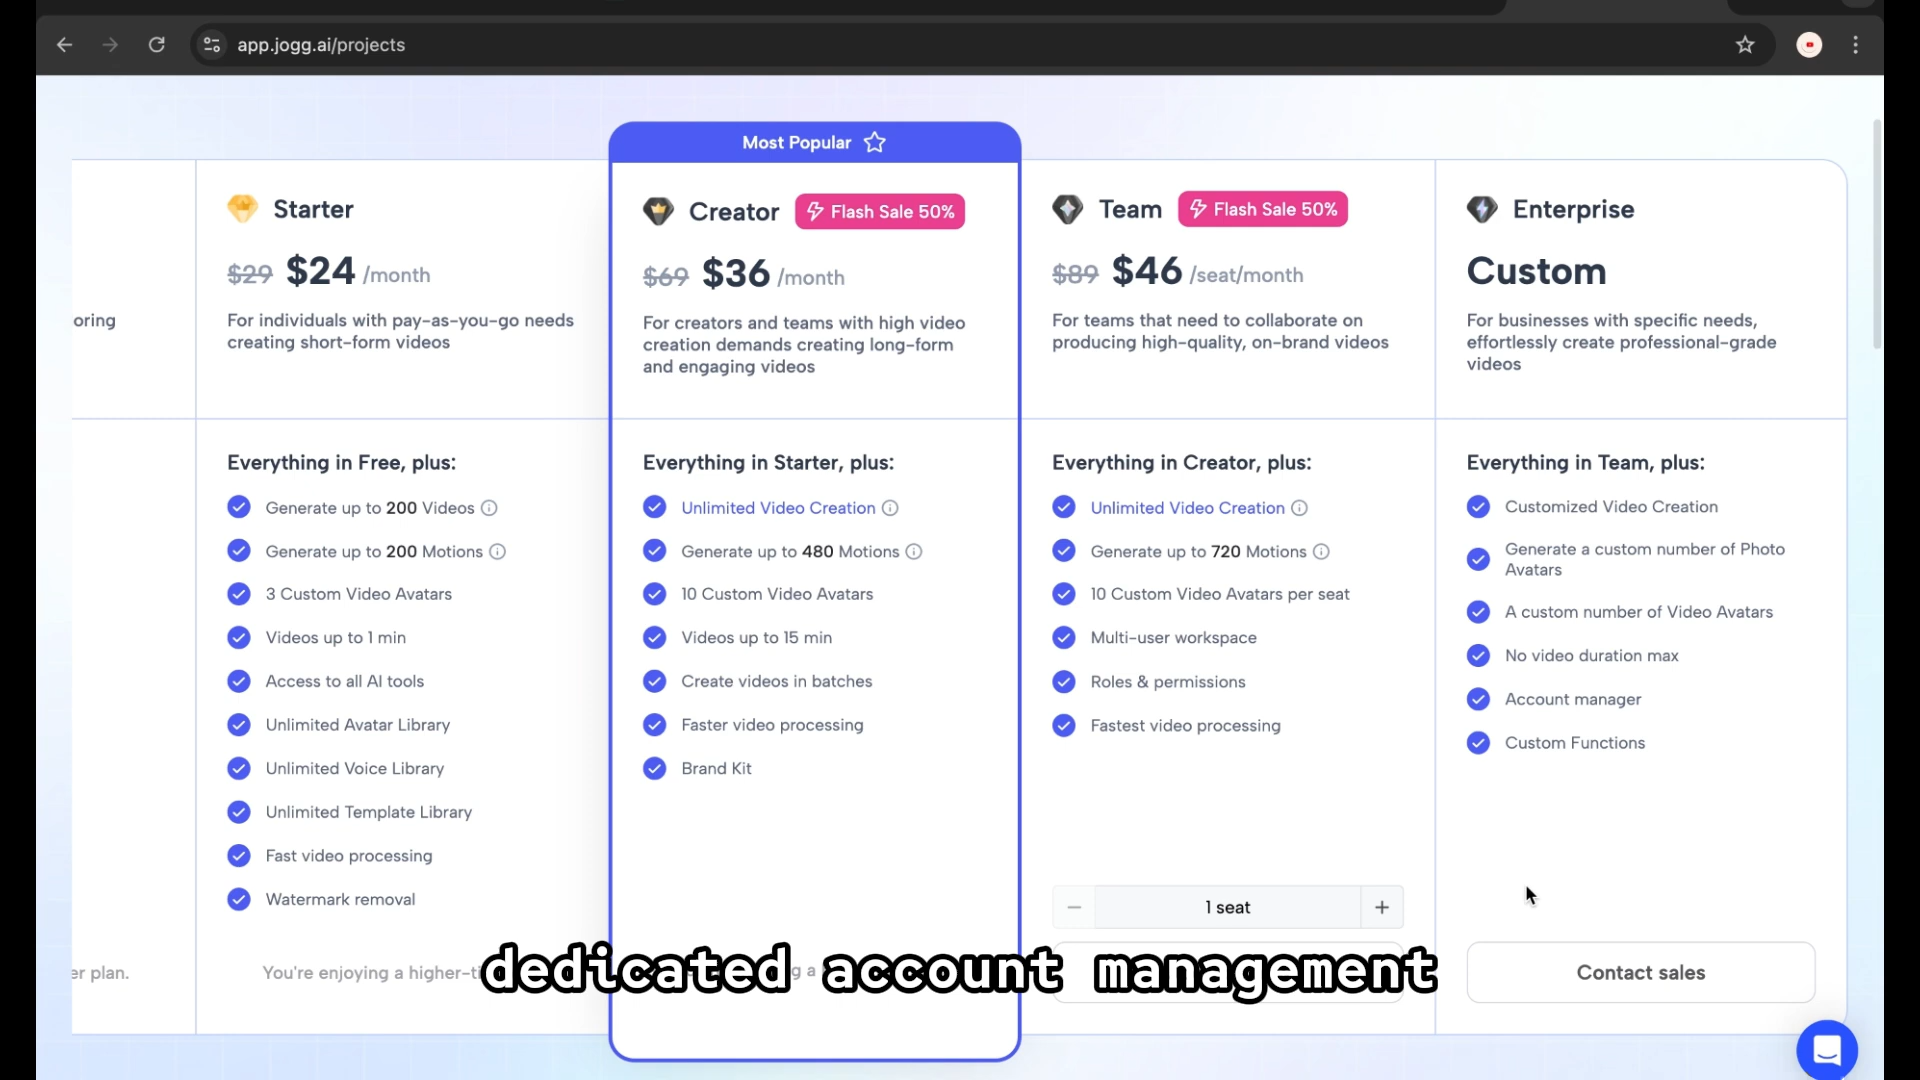 app.jogg.ai/projects
Most Popular
oring
er plan.
Starter
$29 $24 /month
For individuals with pay-as-you-go needs
creating short-form videos
Everything in Free, plus:
Generate up to 200 Videos
Generate up to 200 Motions
3 Custom Video Avatars
Videos up to 1 min
Access to all AI tools
Unlimited Avatar Library
Unlimited Voice Library
Unlimited Template Library
Fast video processing
Watermark removal
You're enjoying a higher-ti
Creator Flash Sale 50%
$69 $36 /month
For creators and teams with high video
creation demands creating long-form
and engaging videos
Everything in Starter, plus:
Unlimited Video Creation
Generate up to 480 Motions
10 Custom Video Avatars
Videos up to 15 min
Create videos in batches
Faster video processing
Brand Kit
Team Flash Sale 50%
$89 $46 /seat/month
For teams that need to collaborate on
producing high-quality, on-brand videos
Everything in Creator, plus:
Unlimited Video Creation
Generate up to 720 Motions
10 Custom Video Avatars per seat
Multi-user workspace
Roles & permissions
Fastest video processing
− 1 seat +
Enterprise
Custom
For businesses with specific needs,
effortlessly create professional-grade
videos
Everything in Team, plus:
Customized Video Creation
Generate a custom number of Photo
Avatars
A custom number of Video Avatars
No video duration max
Account manager
Custom Functions
Contact sales
dedicated account management